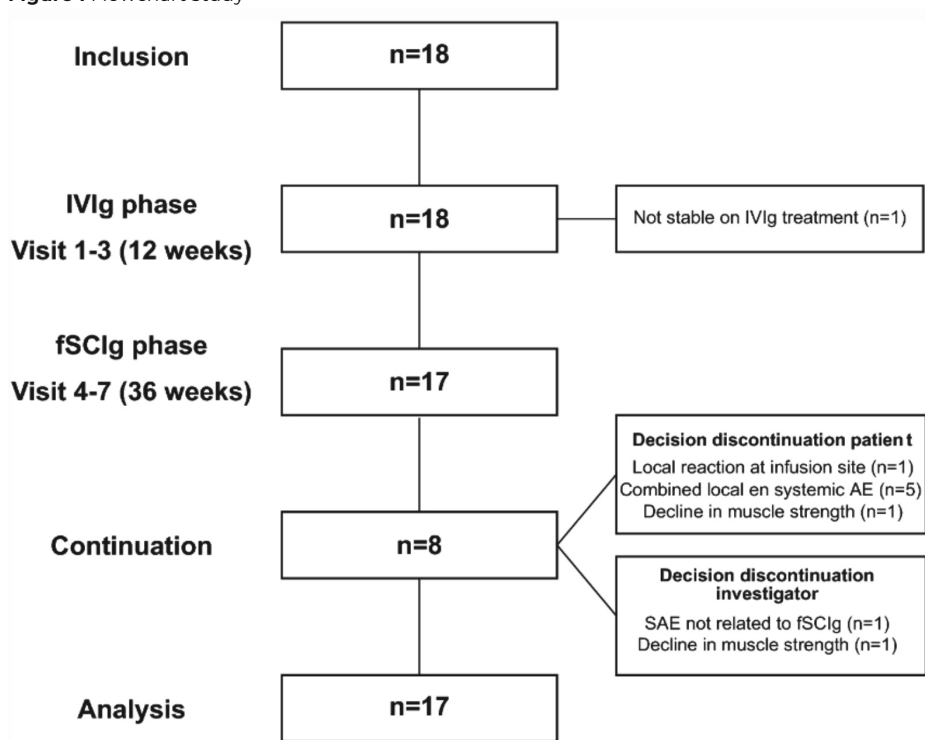 Inclusion
n=18
IVIg phase
Visit 1-3 (12 weeks)
n=18
Not stable on IVIg treatment (n=1)
fSCIg phase
Visit 4-7 (36 weeks)
n=17
Decision discontinuation patient
Local reaction at infusion site (n=1)
Combined local en systemic AE (n=5)
Decline in muscle strength (n=1)
Continuation
n=8
Decision discontinuation
investigator
SAE not related to fSCIg (n=1)
Decline in muscle strength (n=1)
Analysis
n=17